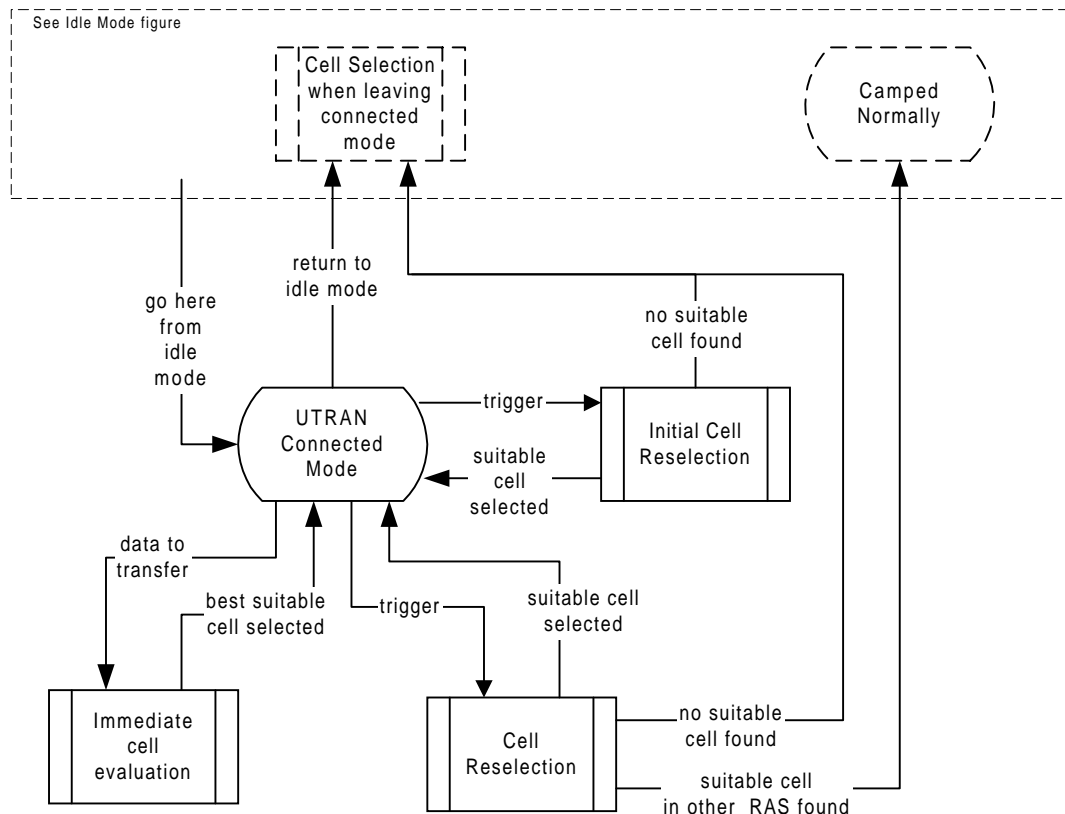 See Idle Mode figure
Cell Selection
when leaving
connected
mode
Camped
Normally
return to
idle mode
go here
from
idle
mode
no suitable
cell found
UTRAN
Connected
Mode
trigger
Initial Cell
Reselection
suitable
cell
selected
data to
transfer
best suitable
cell selected
trigger
suitable cell
selected
Immediate
cell
evaluation
Cell
Reselection
no suitable
cell found
suitable cell
in other RAS found